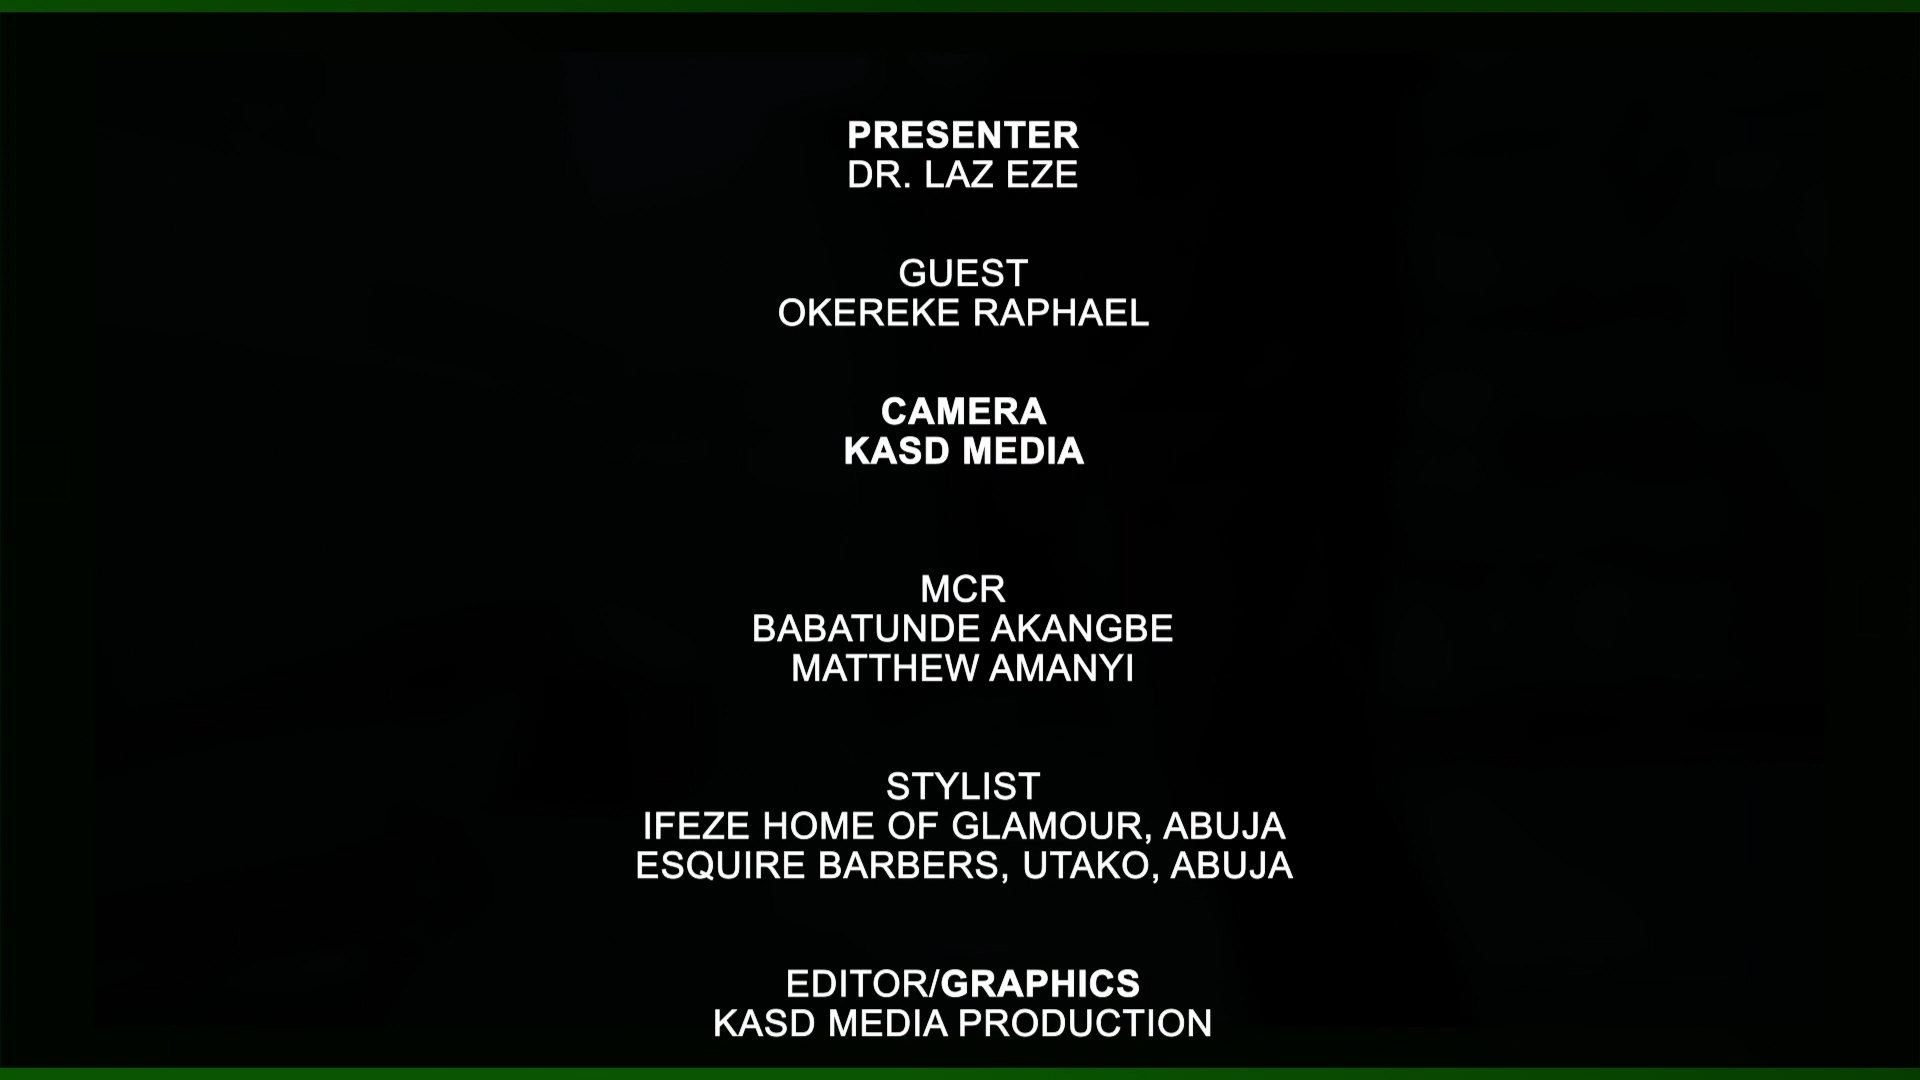 PRESENTER
DR. LAZ EZE
GUEST
OKEREKE RAPHAEL
CAMERA
KASD MEDIA
MCR
BABATUNDE AKANGBE
MATTHEW AMANYI
STYLIST
IFEZE HOME OF GLAMOUR, ABUJA
ESQUIRE BARBERS, UTAKO, ABUJA
EDITOR/GRAPHICS
KASD MEDIA PRODUCTION